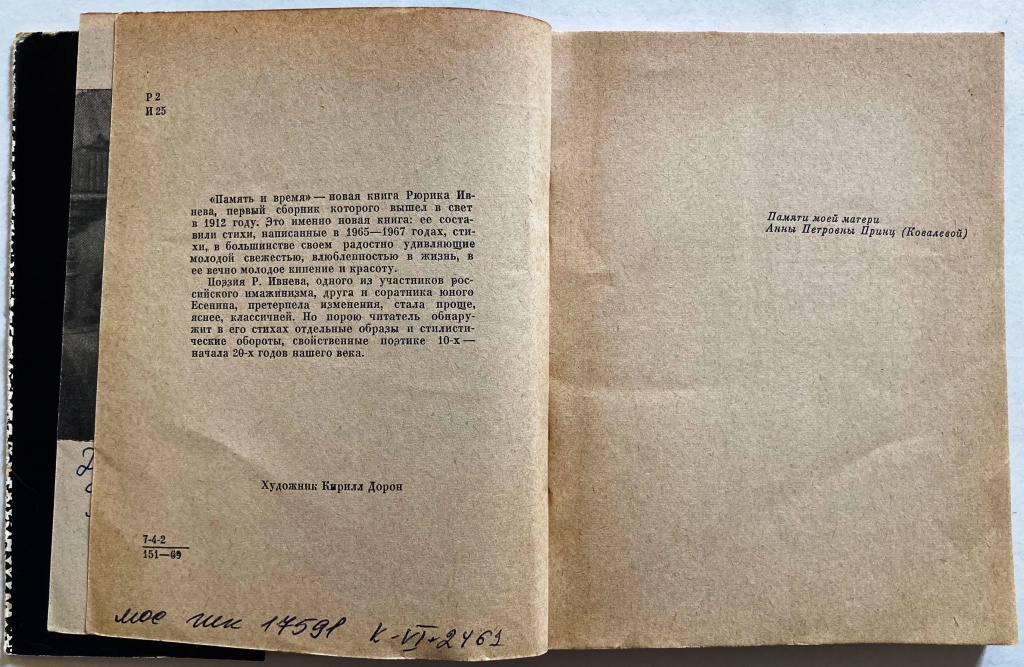 Р 2
И 25
«Память и время» — новая книга Рюрика Ив-
нева, первый сборник которого вышел в свет
в 1912 году. Это именно новая книга: ее соста-
вили стихи, написанные в 1965—1967 годах, сти-
хи, в большинстве своем радостно удивляющие
молодой свежестью, влюбленностью в жизнь, в
ее вечно молодое кипение и красоту.
Поэзия Р. Ивнева, одного из участников рос-
сийского имажинизма, друга и соратника юного
Есенина, претерпела изменения, стала проще,
яснее, классичней. Но порою читатель обнару-
жит в его стихах отдельные образы и стилисти-
ческие обороты, свойственные поэтике 10-х —
начала 20-х годов нашего века.
Художник Кирилл Дорон
7-4-2
151—69
17591 К-VI-2461
Памяти моей матери
Анны Петровны Принц (Ковалевой)